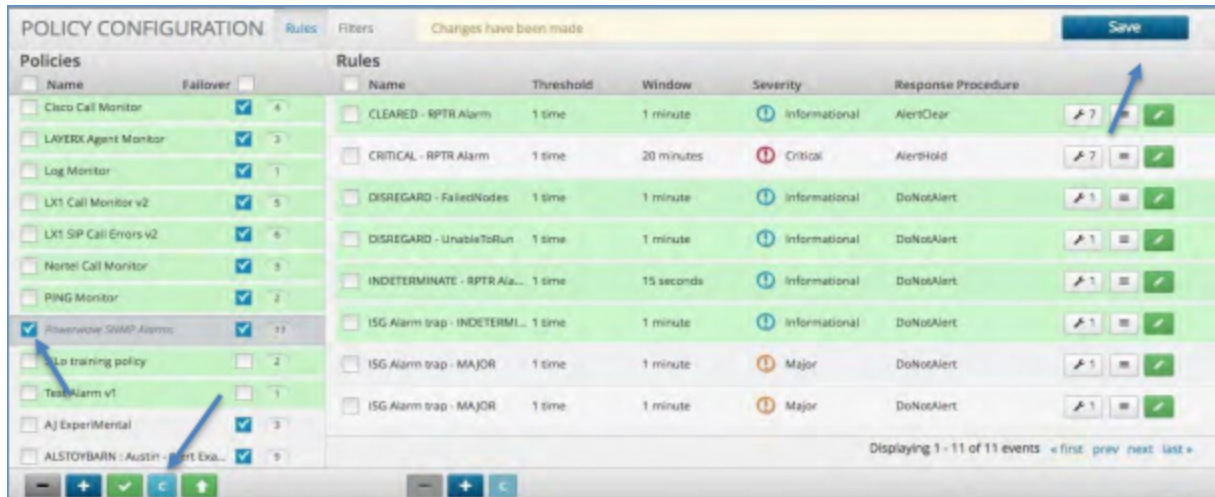 POLICY CONFIGURATION Rules Filters Changes have been made Save
Policies
Name Failover
Cisco Call Monitor 4
LAYERX Agent Monitor 3
Log Monitor 1
LX1 Call Monitor v2 5
LX1 SIP Call Errors v2 6
Nortel Call Monitor 3
PING Monitor 2
Powerwave SNMP Alarms 11
training policy 2
Test Alarm v1 1
AJ ExperiMental 3
ALSTOYBARN : Austin - Exa... 9
C
Rules
Name Threshold Window Severity Response Procedure
CLEARED - RPTR Alarm 1 time 1 minute Informational AlertClear 7
CRITICAL - RPTR Alarm 1 time 20 minutes Critical AlertHold 7
DISREGARD - FailedNodes 1 time 1 minute Informational DoNotAlert 1
DISREGARD - UnableToRun 1 time 1 minute Informational DoNotAlert 1
INDETERMINATE - RPTR Ala... 1 time 15 seconds Informational DoNotAlert 1
ISG Alarm trap - INDETERMI... 1 time 1 minute Informational DoNotAlert 1
ISG Alarm trap - MAJOR 1 time 1 minute Major DoNotAlert 1
ISG Alarm trap - MAJOR 1 time 1 minute Major DoNotAlert 1
Displaying 1 - 11 of 11 events « first prev next last »
C